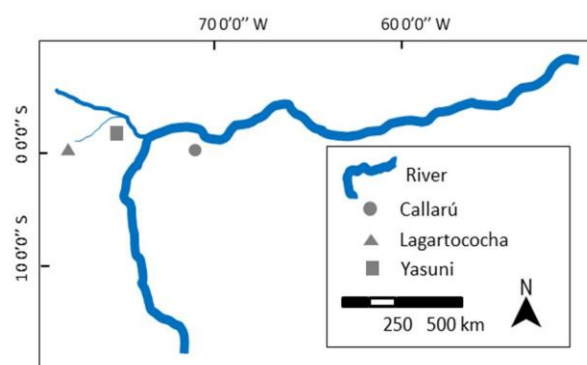 70 0'0'' W
60 0'0'' W
0 0'0'' S
10 0'0'' S
River
Callarú
Lagartococha
Yasuni
N
250 500 km